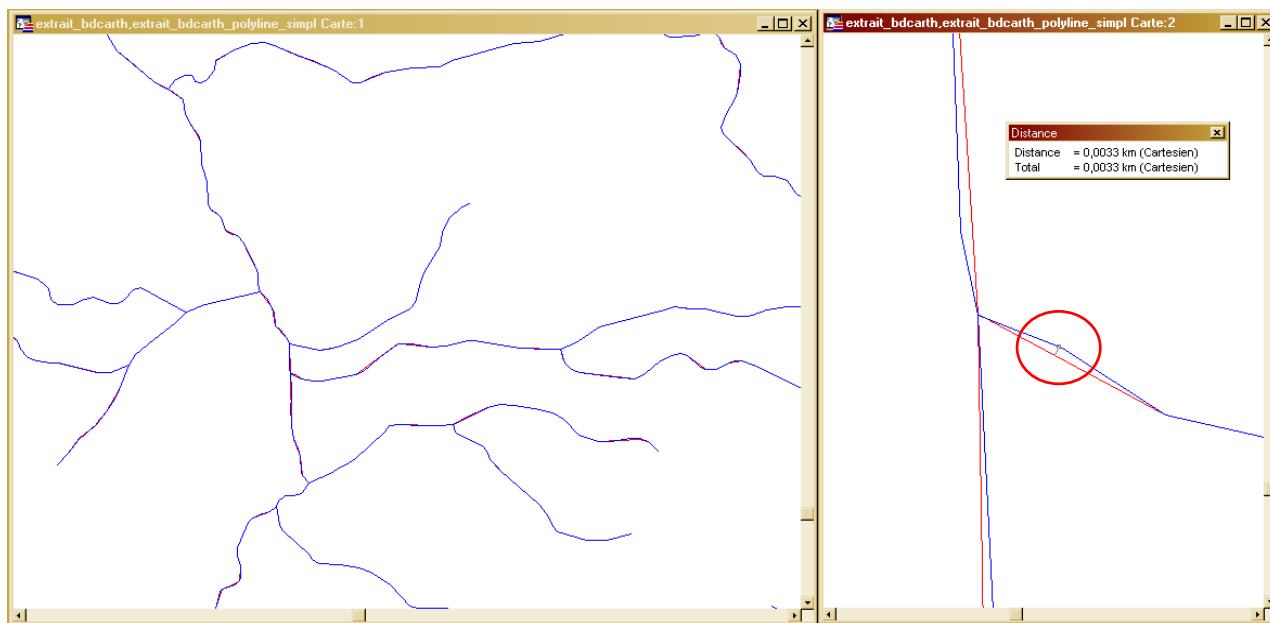 extrait_bdcarth,extrait_bdcarth_polyline_simpl Carte:1
extrait_bdcarth,extrait_bdcarth_polyline_simpl Carte:2
Distance
Distance = 0,0033 km (Cartesien)
Total = 0,0033 km (Cartesien)